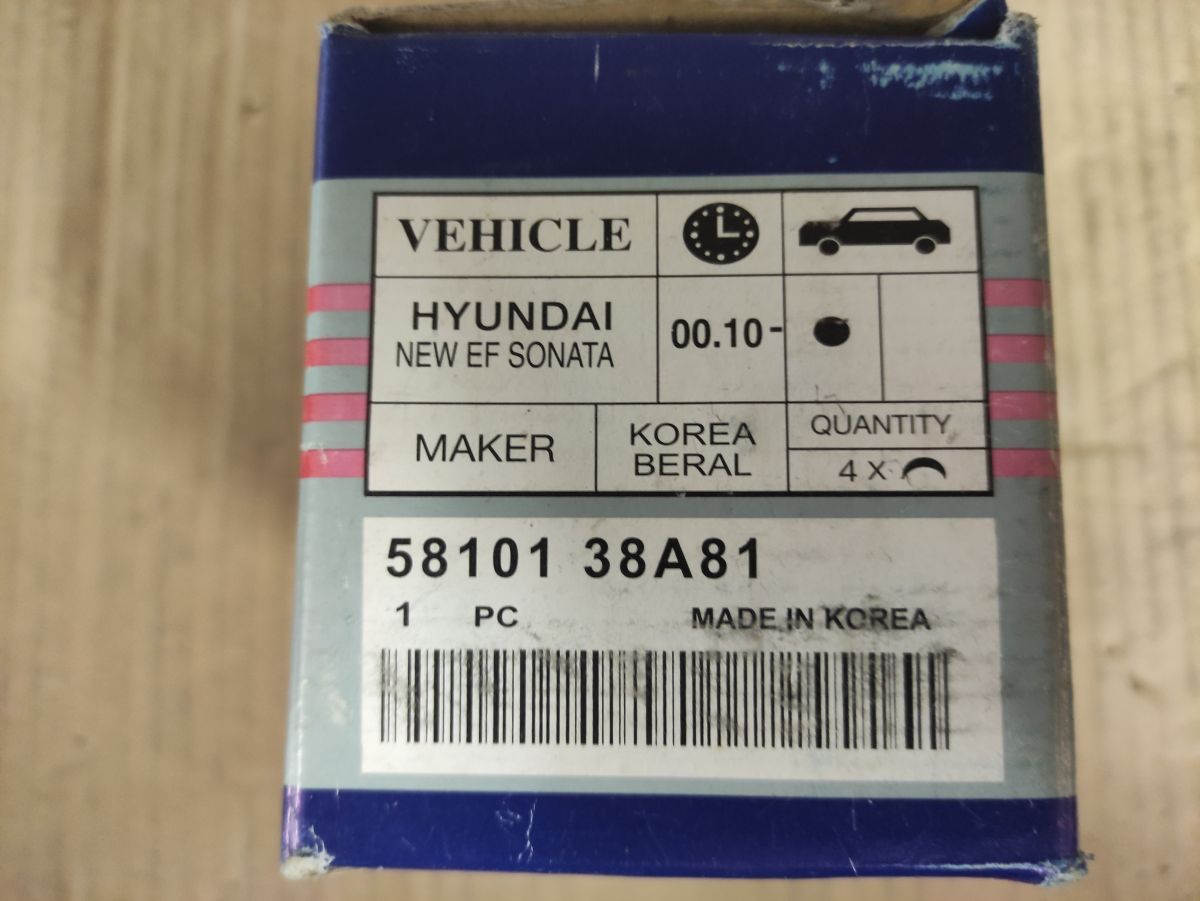 VEHICLE
HYUNDAI
NEW EF SONATA
00.10-
MAKER
KOREA
BERAL
QUANTITY
4 X
58101 38A81
1 PC MADE IN KOREA